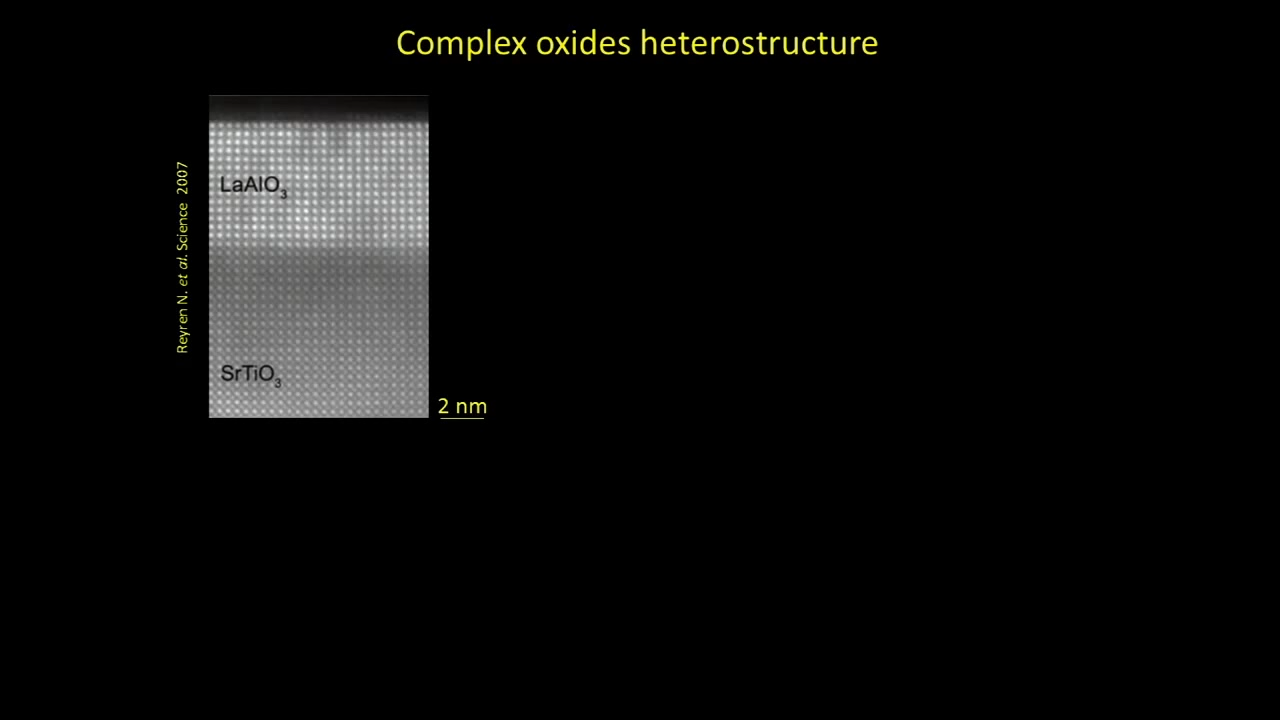 Complex oxides heterostructure
Reyren N. et al. Science 2007
LaAlO₃
SrTiO₃
2 nm